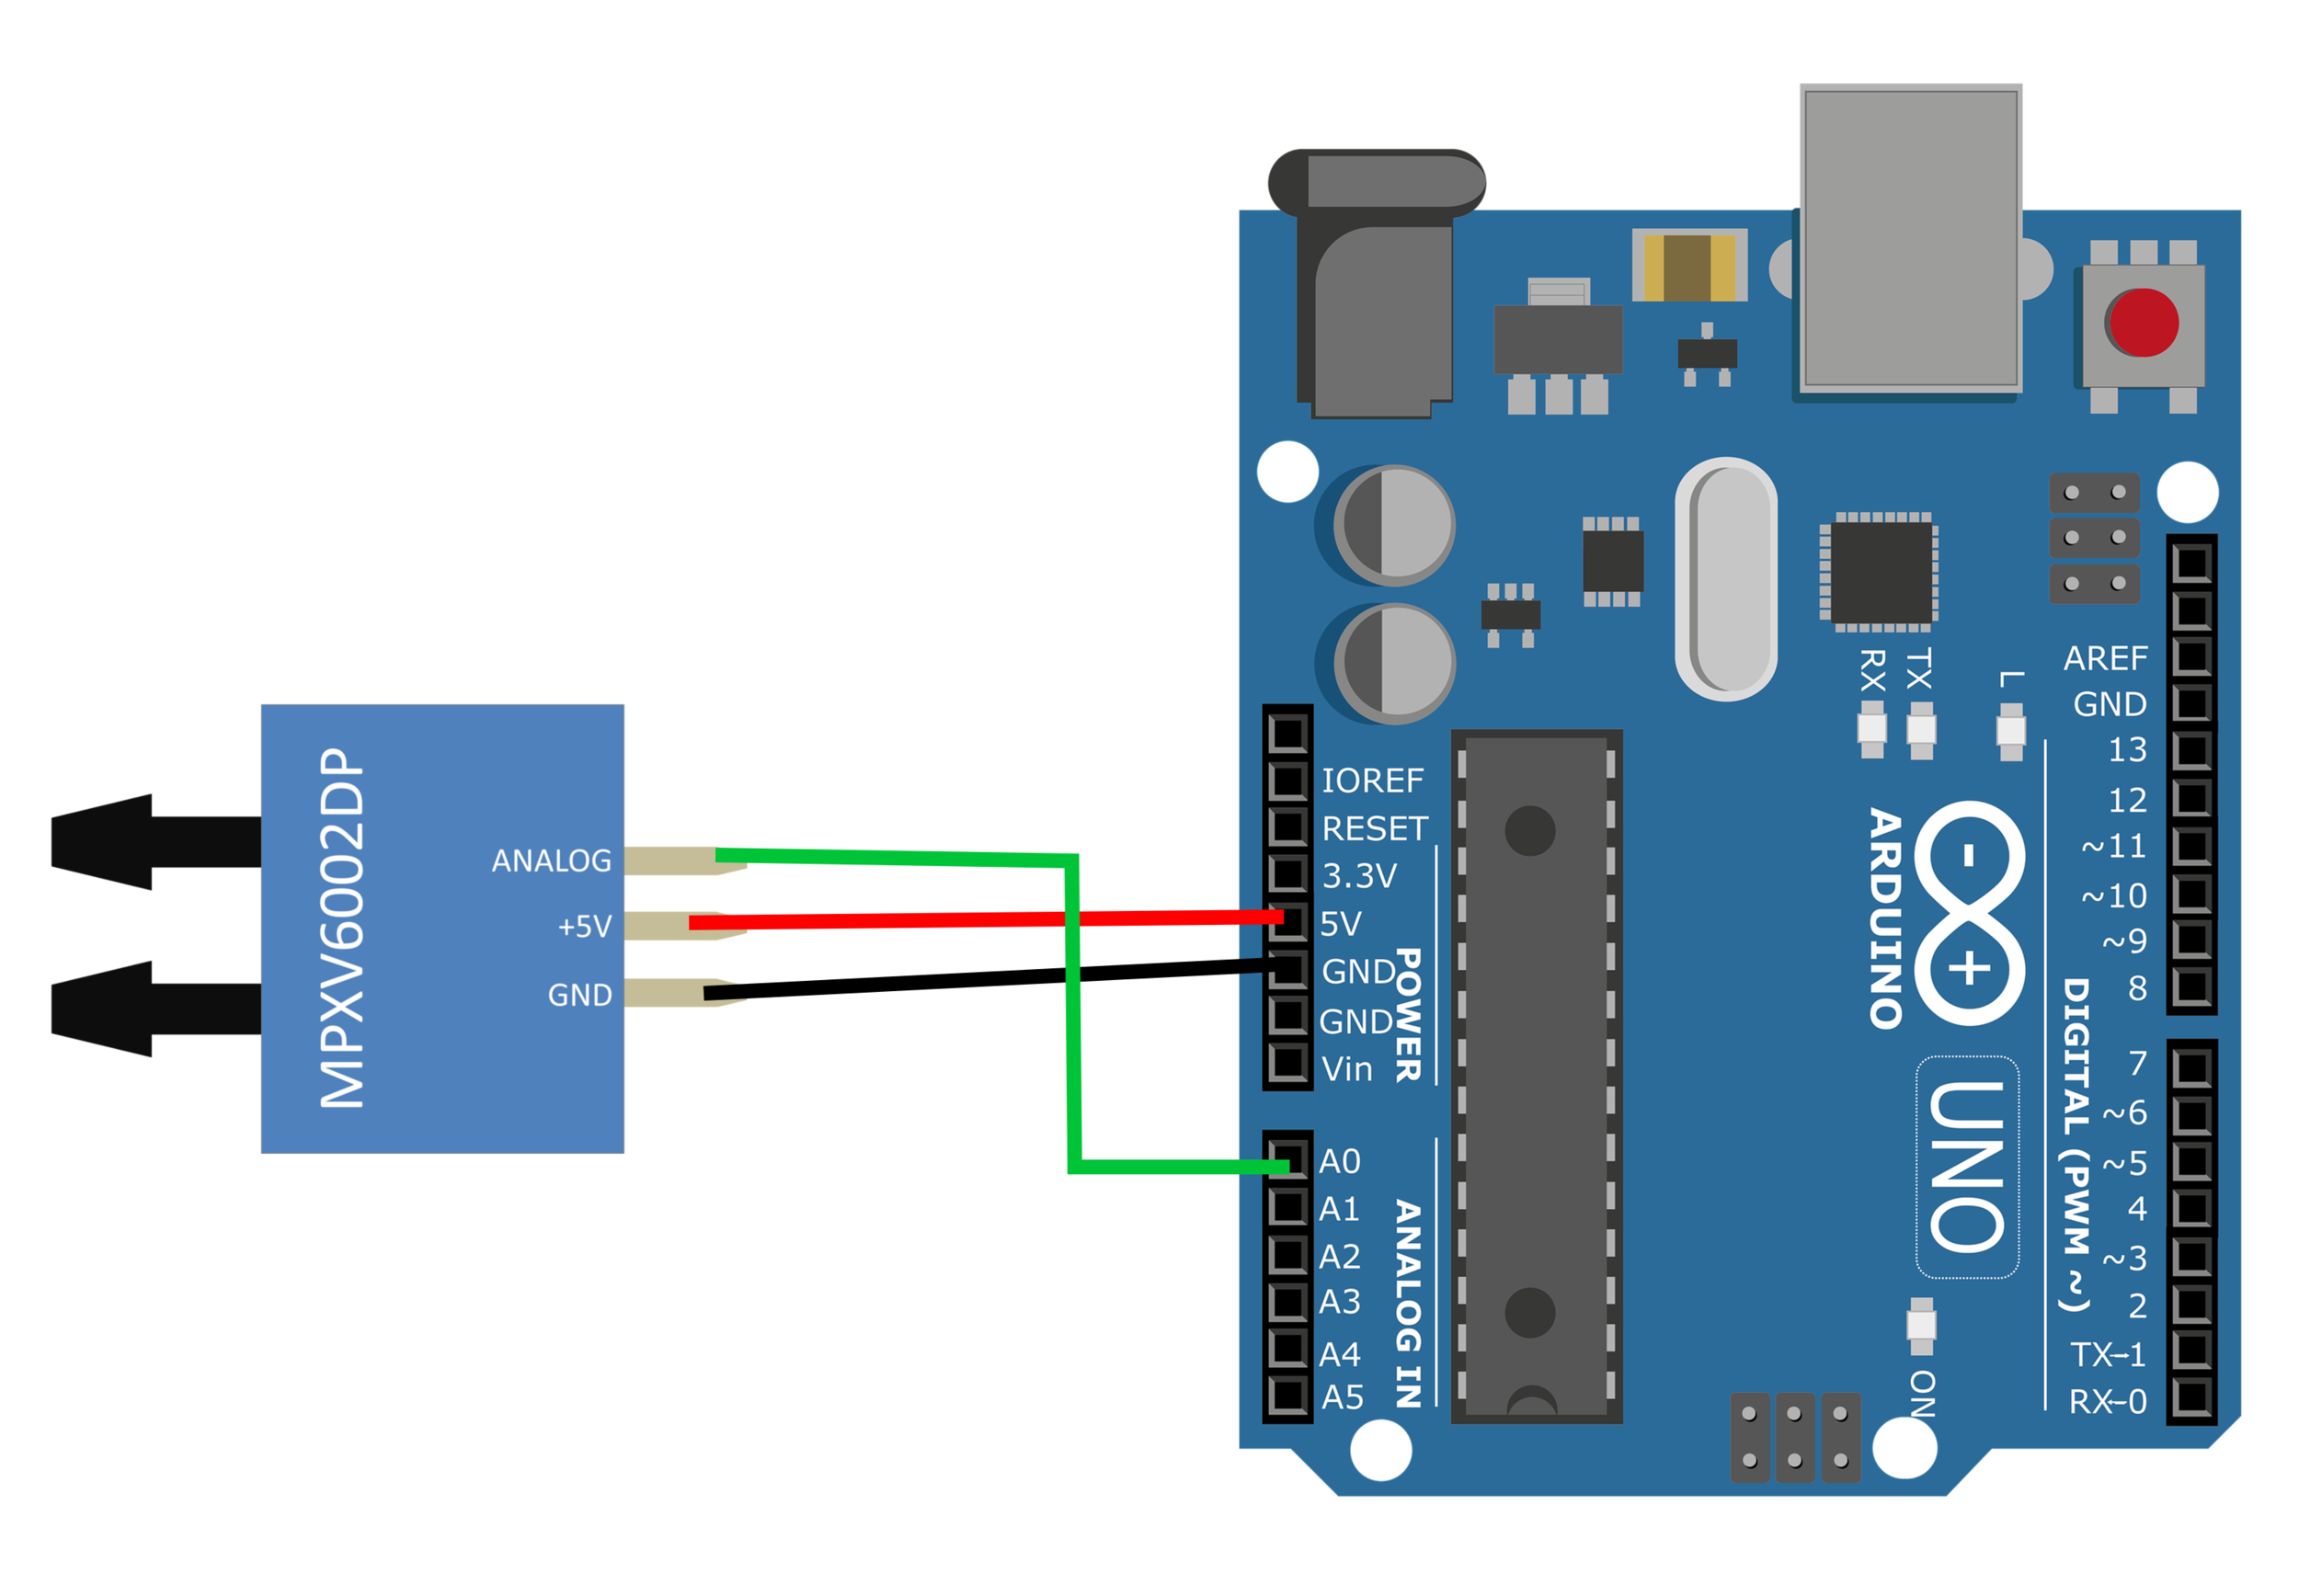 MPXV6002DP
ANALOG
+5V
GND
IOREF
RESET
3.3V
5V
GND
GND
Vin
POWER
A0
A1
A2
A3
A4
A5
ANALOG IN
RX
TX
L
ARDUINO
- +
UNO
ON
AREF
GND
13
12
~11
~10
~9
8
7
~6
~5
4
~3
2
TX→1
RX←0
DIGITAL (PWM ~)